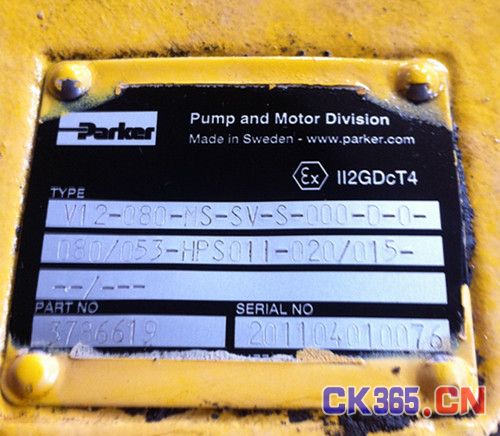 Parker
Pump and Motor Division
Made in Sweden - www.parker.com
Ex II2GDcT4
TYPE
V12-080-MS-SV-S-000-D-0-
080/053-HPS011-020/015-
--/---
PART NO
3786619
SERIAL NO
201104010076
CK365.CN